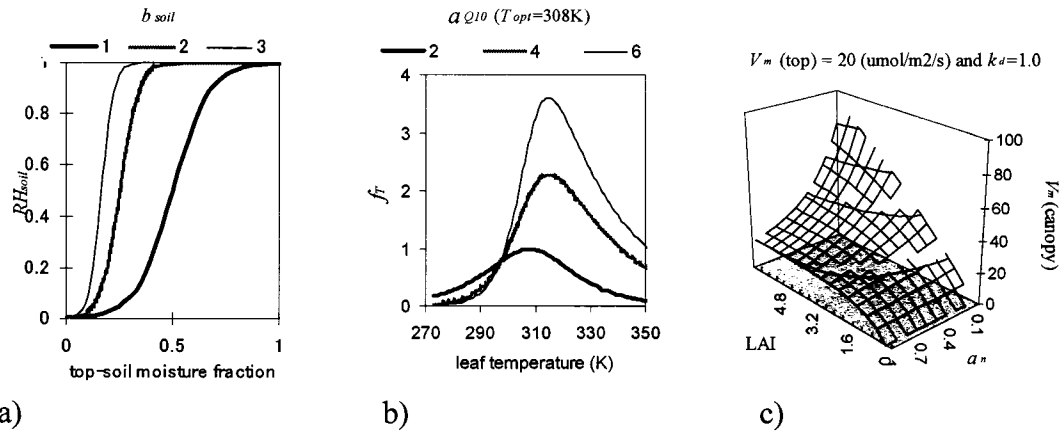 b soil
1 2 3
1
0.8
0.6
0.4
0.2
0
RHsoil
0 0.5 1
top-soil moisture fraction
a)
a Q10 (Topt=308K)
2 4 6
4
3
2
1
0
fT
270 290 310 330 350
leaf temperature (K)
b)
Vm (top) = 20 (umol/m2/s) and kd=1.0
100
80
60
40
20
0
Vm (canopy)
4.8
3.2
1.6
0
LAI
0.1
0.4
0.7
an
c)